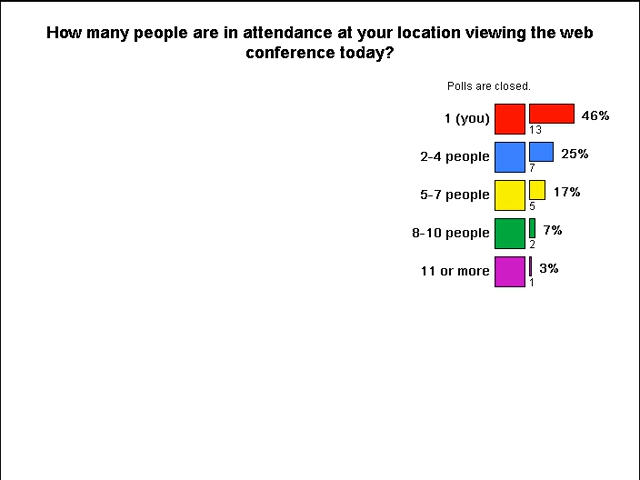 How many people are in attendance at your location viewing the web
conference today?
Polls are closed.
1 (you) 46%
13
2-4 people 25%
7
5-7 people 17%
5
8-10 people 7%
2
11 or more 3%
1